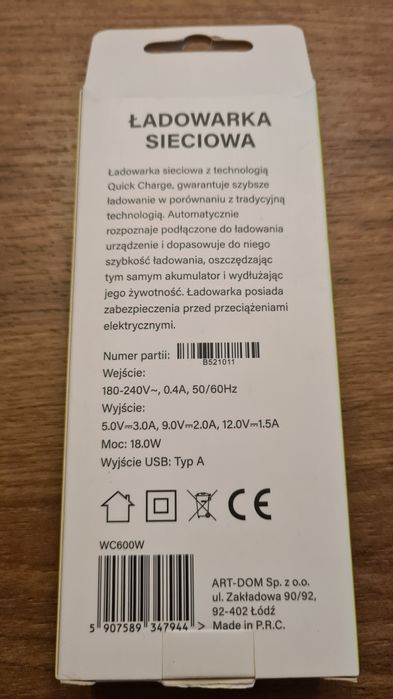 ŁADOWARKA
SIECIOWA
Ładowarka sieciowa z technologią
Quick Charge, gwarantuje szybsze
ładowanie w porównaniu z tradycyjną
technologią. Automatycznie
rozpoznaje podłączone do ładowania
urządzenie i dopasowuje do niego
szybkość ładowania, oszczędzając
tym samym akumulator i wydłużając
jego żywotność. Ładowarka posiada
zabezpieczenia przed przeciążeniami
elektrycznymi.
Numer partii:
B521011
Wejście:
180-240V~, 0.4A, 50/60Hz
Wyjście:
5.0V⎓3.0A, 9.0V⎓2.0A, 12.0V⎓1.5A
Moc: 18.0W
Wyjście USB: Typ A
CE
WC600W
5 907589 347944 >
ART-DOM Sp. z o.o.
ul. Zakładowa 90/92,
92-402 Łódź
Made in P.R.C.